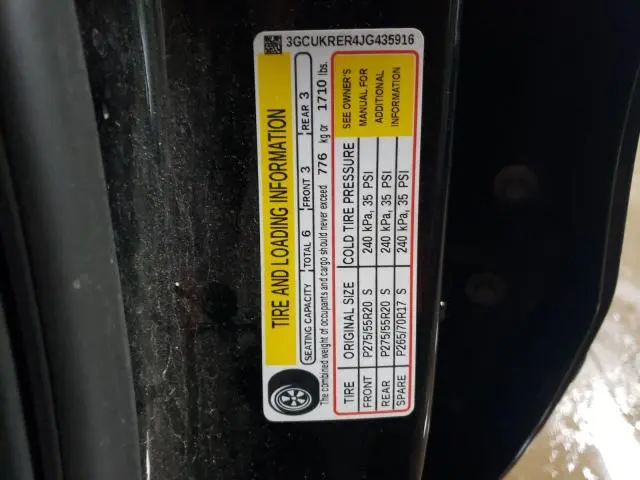 3GCUKRER4JG435916
TIRE AND LOADING INFORMATION
SEATING CAPACITY TOTAL 6 FRONT 3 REAR 3
The combined weight of occupants and cargo should never exceed 776 kg or 1710 lbs.
TIRE ORIGINAL SIZE COLD TIRE PRESSURE
FRONT P275/55R20 S 240 kPa, 35 PSI
REAR P275/55R20 S 240 kPa, 35 PSI
SPARE P265/70R17 S 240 kPa, 35 PSI
SEE OWNER'S
MANUAL FOR
ADDITIONAL
INFORMATION